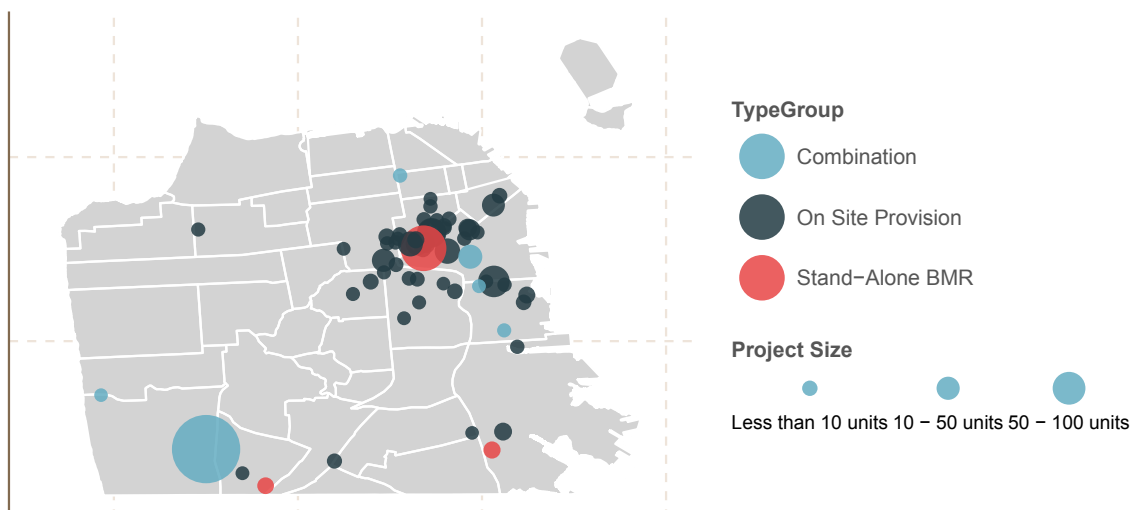 TypeGroup
Combination
On Site Provision
Stand−Alone BMR
Project Size
Less than 10 units 10 − 50 units 50 − 100 units